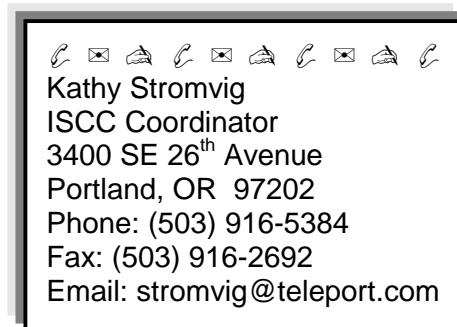 ✆ ✉ ✍ ✆ ✉ ✍ ✆ ✉ ✍ ✆
Kathy Stromvig
ISCC Coordinator
3400 SE 26th Avenue
Portland, OR  97202
Phone: (503) 916-5384
Fax: (503) 916-2692
Email: stromvig@teleport.com